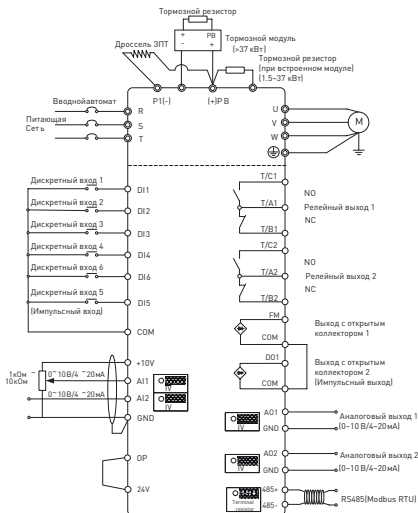 Тормозной резистор
+ PB
- +
Тормозной модуль
(>37 кВт)
Дроссель ЗПТ
Тормозной резистор
(при встроенном модуле)
(1.5~37 кВт)
P1(-) (+)P B
Вводнойавтомат
R
Питающая
Сеть
S
T
U
V
W
M
Дискретный вход 1
DI1
Дискретный вход 2
DI2
Дискретный вход 3
DI3
Дискретный вход 4
DI4
Дискретный вход 6
DI6
Дискретный вход 5
DI5
(Импульсный вход)
COM
T/C1
NO
T/A1
Релейный выход 1
NC
T/B1
T/C2
NO
T/A2
Релейный выход 2
NC
T/B2
FM
Выход с открытым
коллектором 1
COM
DO1
Выход с открытым
коллектором 2
(Импульсный выход)
COM
+10V
1кОм ~
10кОм
0~10В/4 ~20мА
AI1
IV
0~10В/4 ~20мА
AI2
IV
GND
OP
24V
AO1
Аналоговый выход 1
IV
GND
(0~10 В/4~20мА)
AO2
Аналоговый выход 2
IV
GND
(0~10 В/4~20мА)
485+
Terminal
resistor
485-
RS485(Modbus RTU)